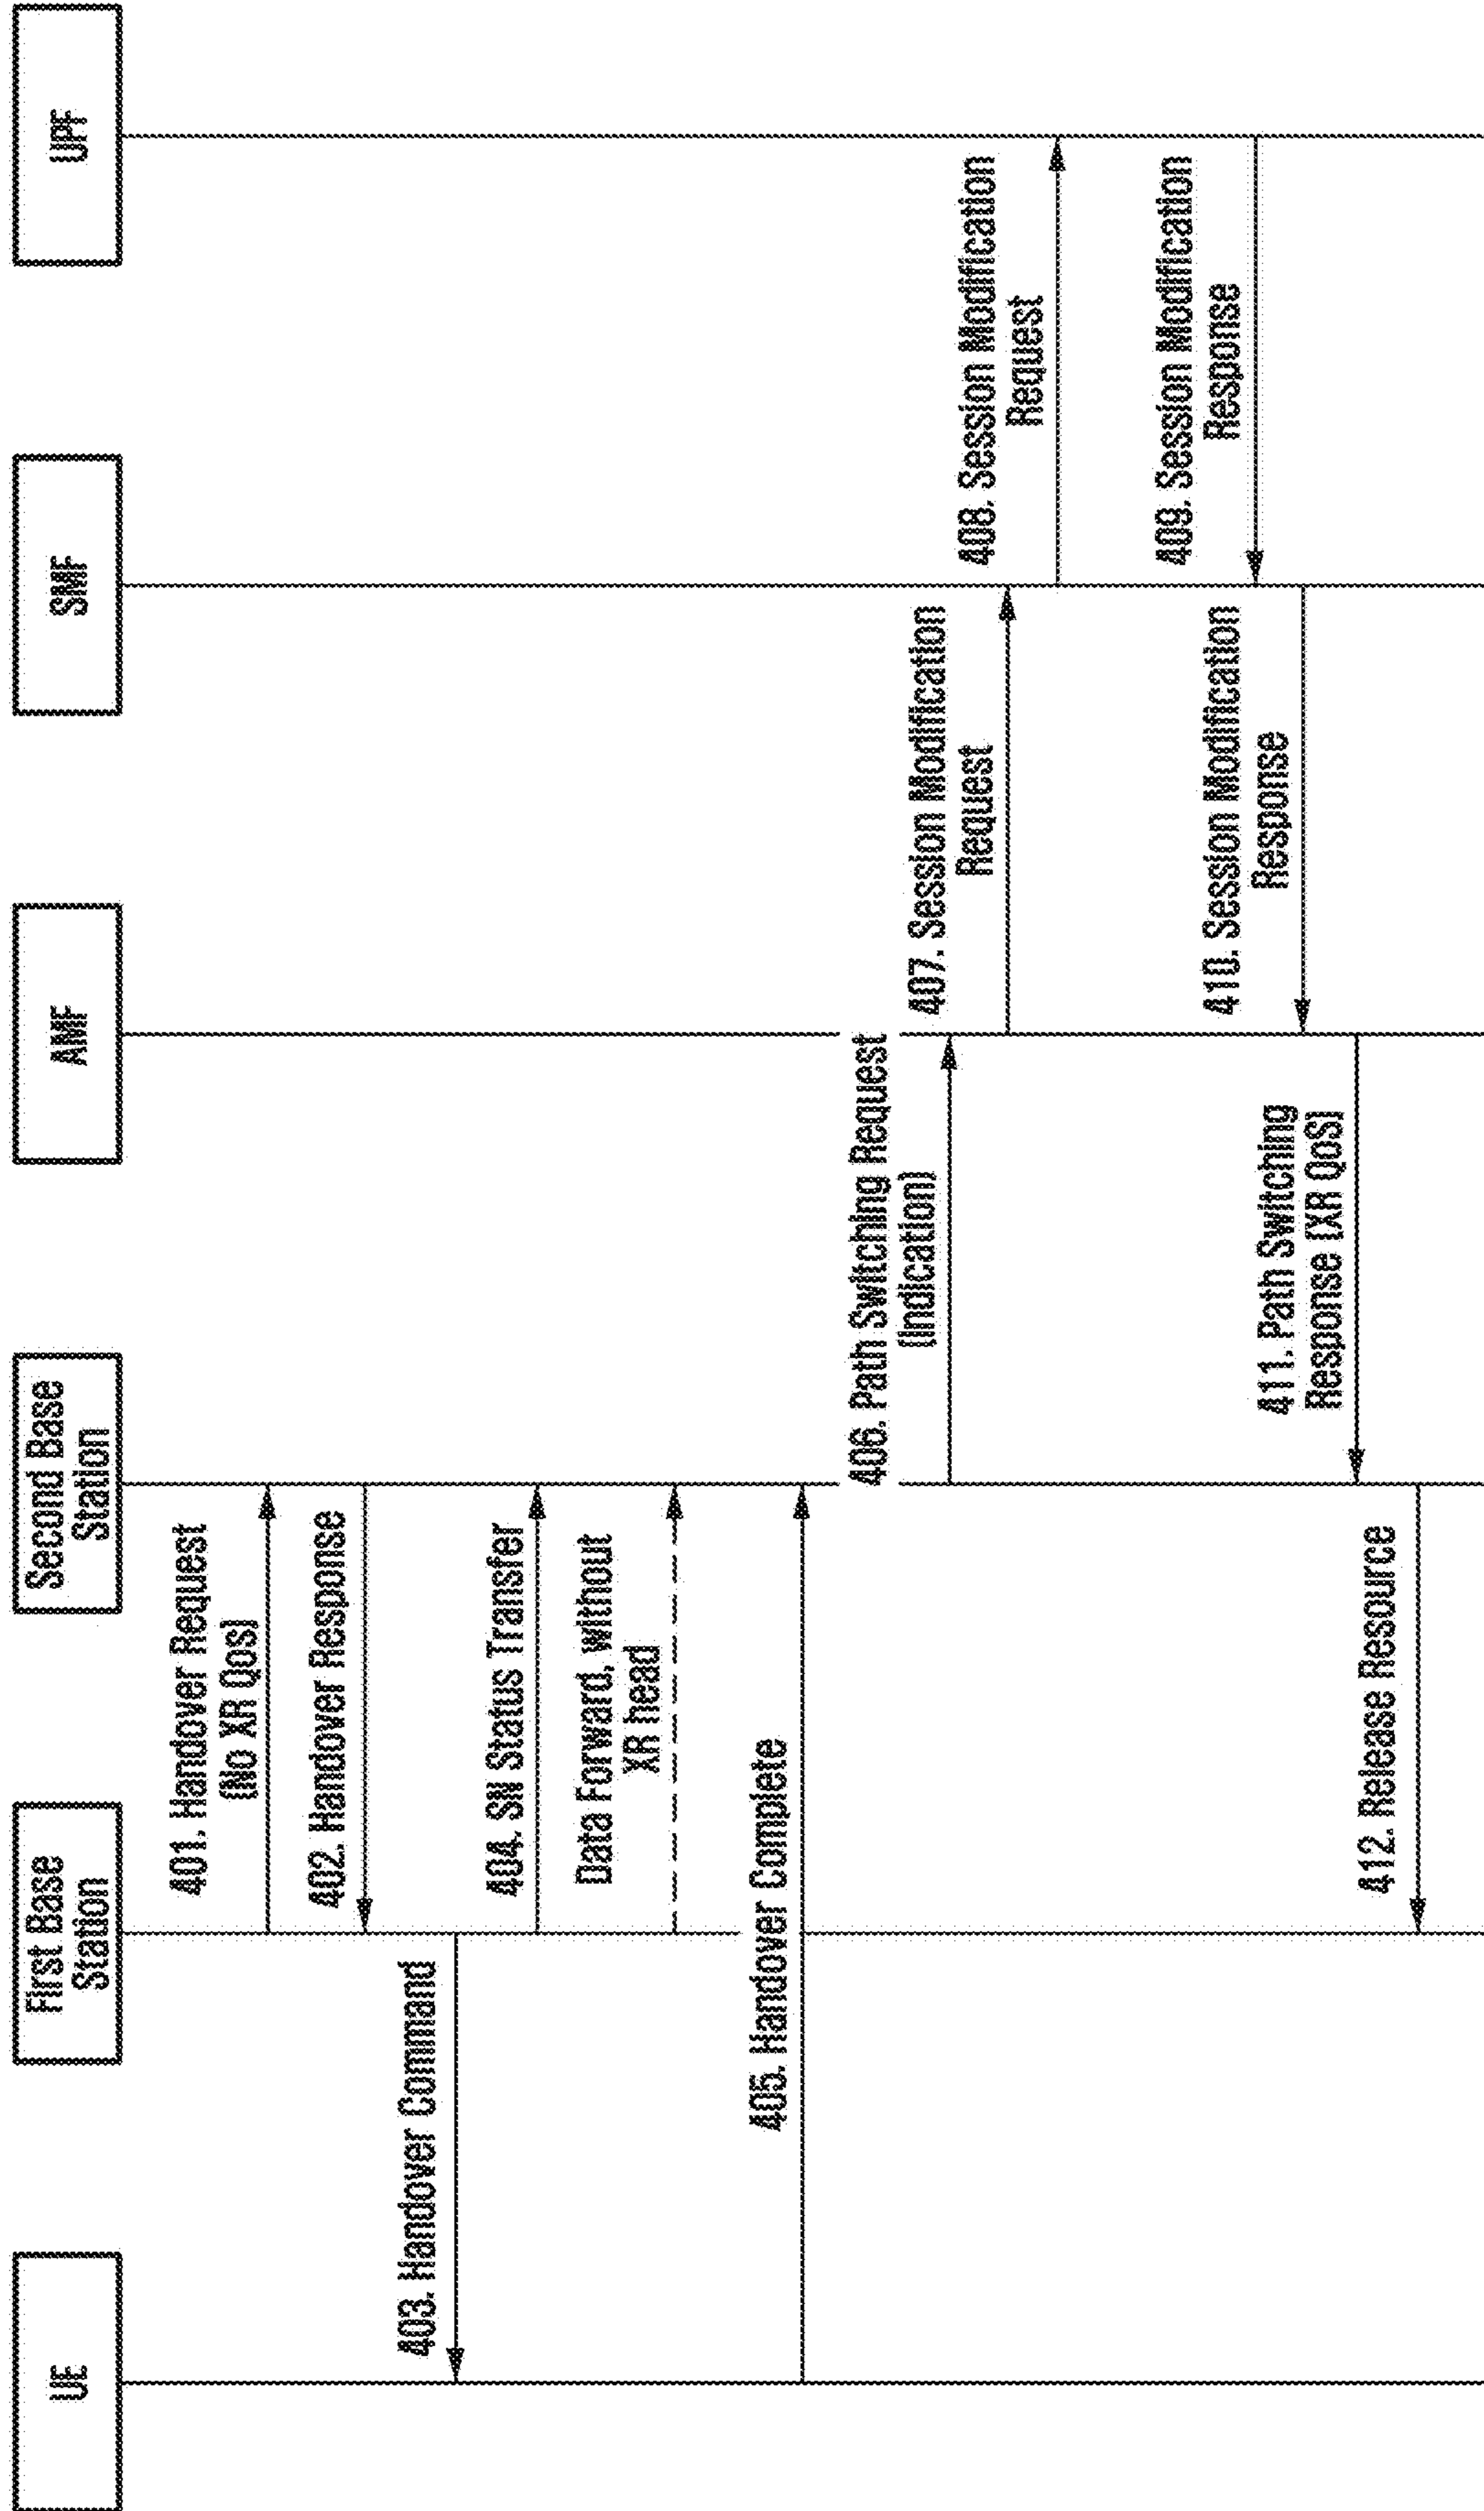 UE
First Base
Station
Second Base
Station
AMF
SMF
UPF
401. Handover Request
(No XR Qos)
402. Handover Response
403. Handover Command
404. SN Status Transfer
Data Forward, without
XR head
405. Handover Complete
406. Path Switching Request
(Indication)
407. Session Modification
Request
408. Session Modification
Request
409. Session Modification
Response
410. Session Modification
Response
411. Path Switching
Response (XR QoS)
412. Release Resource